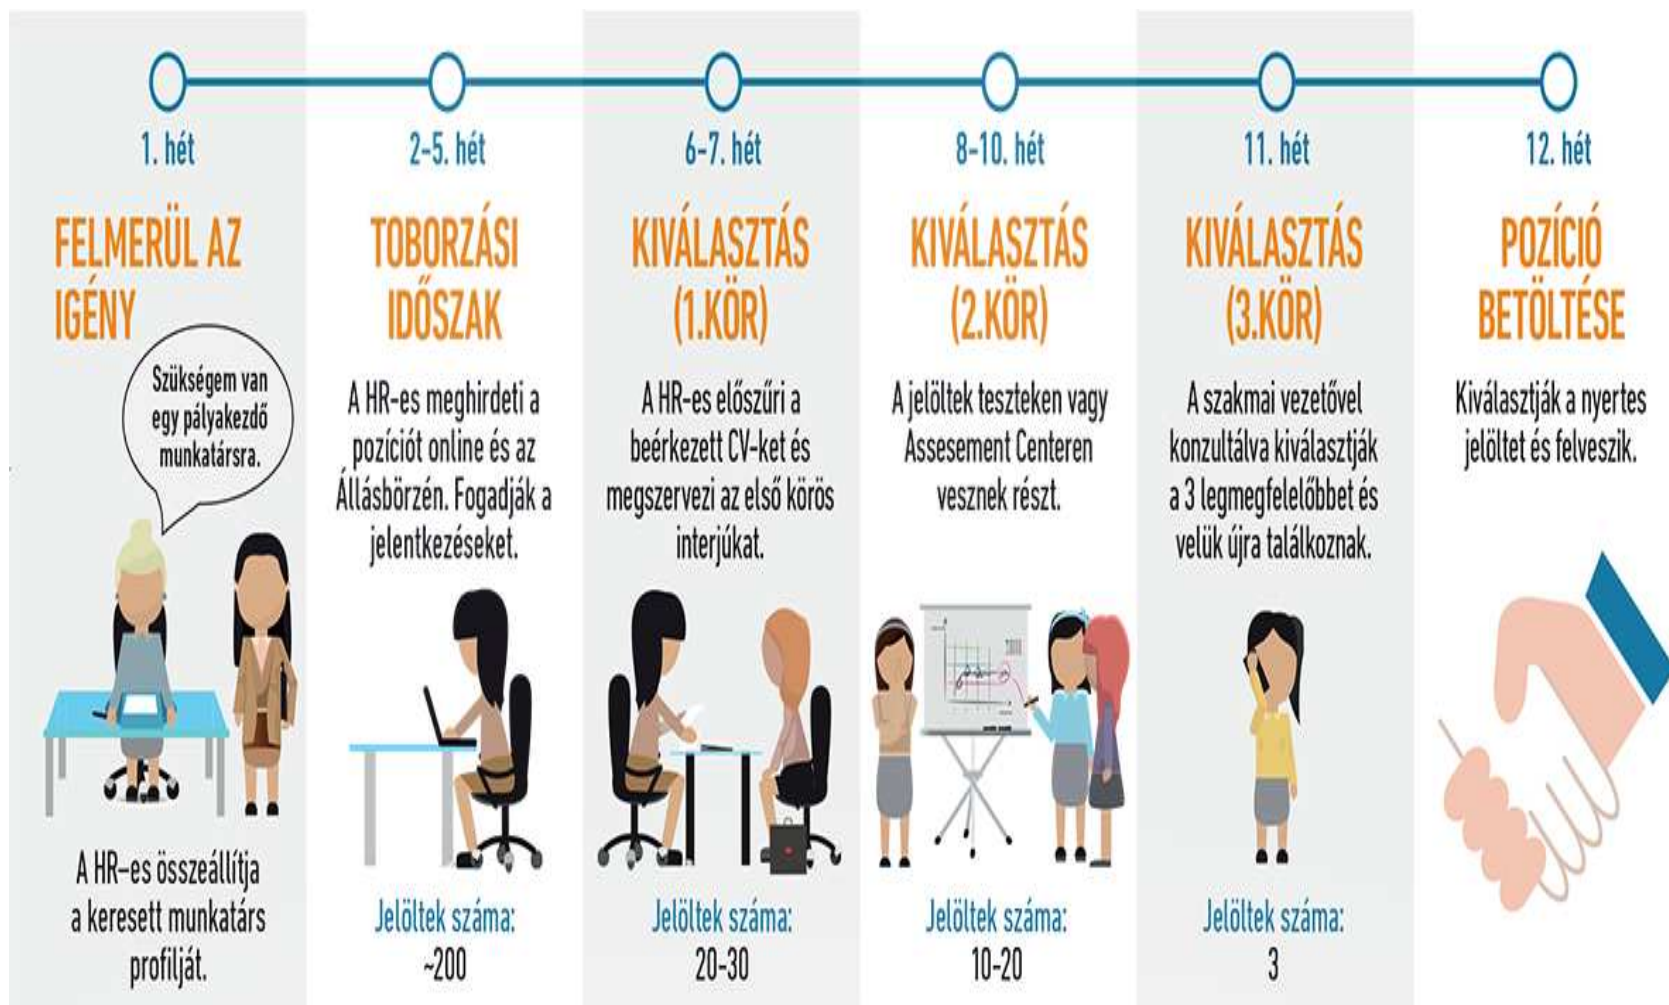 1. hét
FELMERÜL AZ
IGÉNY
Szükségem van
egy pályakezdő
munkatársra.
A HR-es összeállítja
a keresett munkatárs
profilját.
2-5. hét
TOBORZÁSI
IDŐSZAK
A HR-es meghirdeti a
pozíciót online és az
Állásbörzén. Fogadják a
jelentkezéseket.
Jelöltek száma:
~200
6-7. hét
KIVÁLASZTÁS
(1.KÖR)
A HR-es előszűri a
beérkezett CV-ket és
megszervezi az első körös
interjúkat.
Jelöltek száma:
20-30
8-10. hét
KIVÁLASZTÁS
(2.KÖR)
A jelöltek teszteken vagy
Assesement Centeren
vesznek részt.
Jelöltek száma:
10-20
11. hét
KIVÁLASZTÁS
(3.KÖR)
A szakmai vezetővel
konzultálva kiválasztják
a 3 legmegfelelőbbet és
velük újra találkoznak.
Jelöltek száma:
3
12. hét
POZÍCIÓ
BETÖLTÉSE
Kiválasztják a nyertes
jelöltet és felveszik.